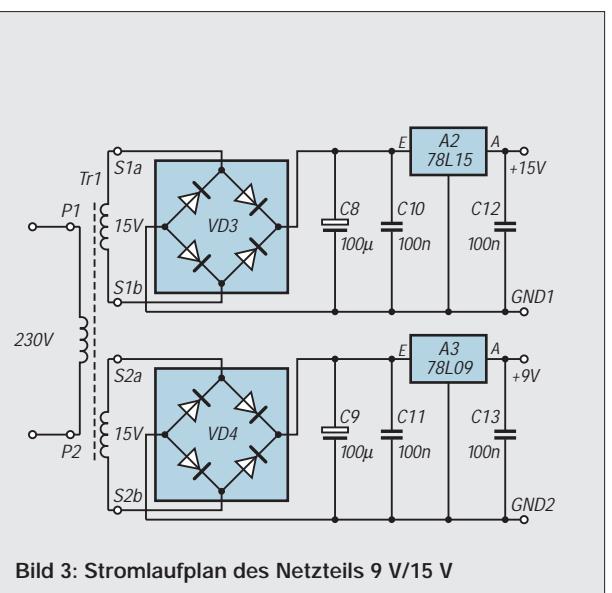 Tr1
P1
230V
P2
S1a
15V
S1b
VD3
C8
100µ
C10
100n
E
A2
78L15
A
+15V
C12
100n
GND1
S2a
15V
S2b
VD4
C9
100µ
C11
100n
E
A3
78L09
A
+9V
C13
100n
GND2
Bild 3: Stromlaufplan des Netzteils 9 V/15 V